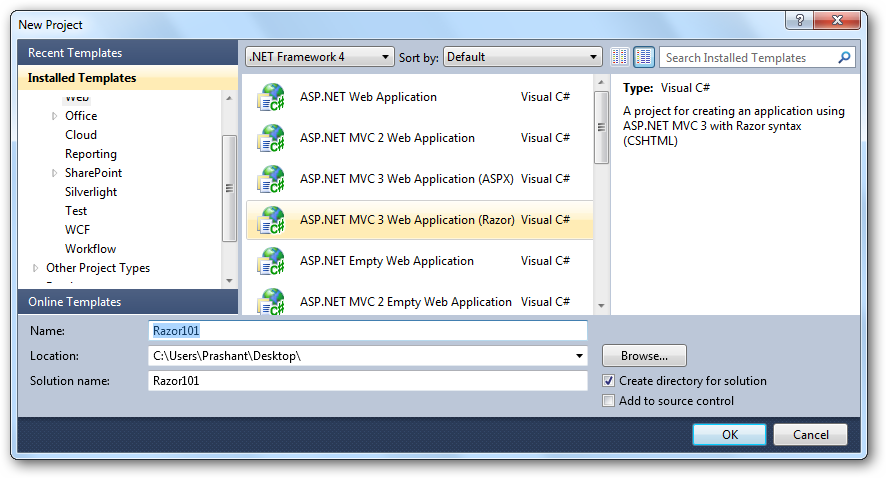 New Project
Recent Templates
Installed Templates
Web
Office
Cloud
Reporting
SharePoint
Silverlight
Test
WCF
Workflow
Other Project Types
Online Templates
.NET Framework 4
Sort by: Default
Search Installed Templates
ASP.NET Web Application Visual C#
ASP.NET MVC 2 Web Application Visual C#
ASP.NET MVC 3 Web Application (ASPX) Visual C#
ASP.NET MVC 3 Web Application (Razor) Visual C#
ASP.NET Empty Web Application Visual C#
ASP.NET MVC 2 Empty Web Application Visual C#
Type: Visual C#
A project for creating an application using
ASP.NET MVC 3 with Razor syntax
(CSHTML)
Name: Razor101
Location: C:\Users\Prashant\Desktop\
Browse...
Solution name: Razor101
Create directory for solution
Add to source control
OK
Cancel